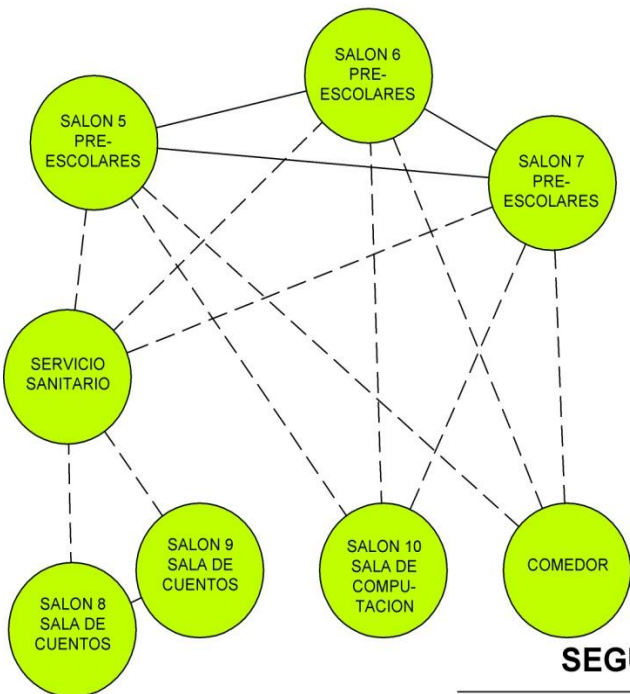 SALON 6
PRE-
ESCOLARES
SALON 5
PRE-
ESCOLARES
SALON 7
PRE-
ESCOLARES
SERVICIO
SANITARIO
SALON 9
SALA DE
CUENTOS
SALON 10
SALA DE
COMPU-
TACION
COMEDOR
SALON 8
SALA DE
CUENTOS